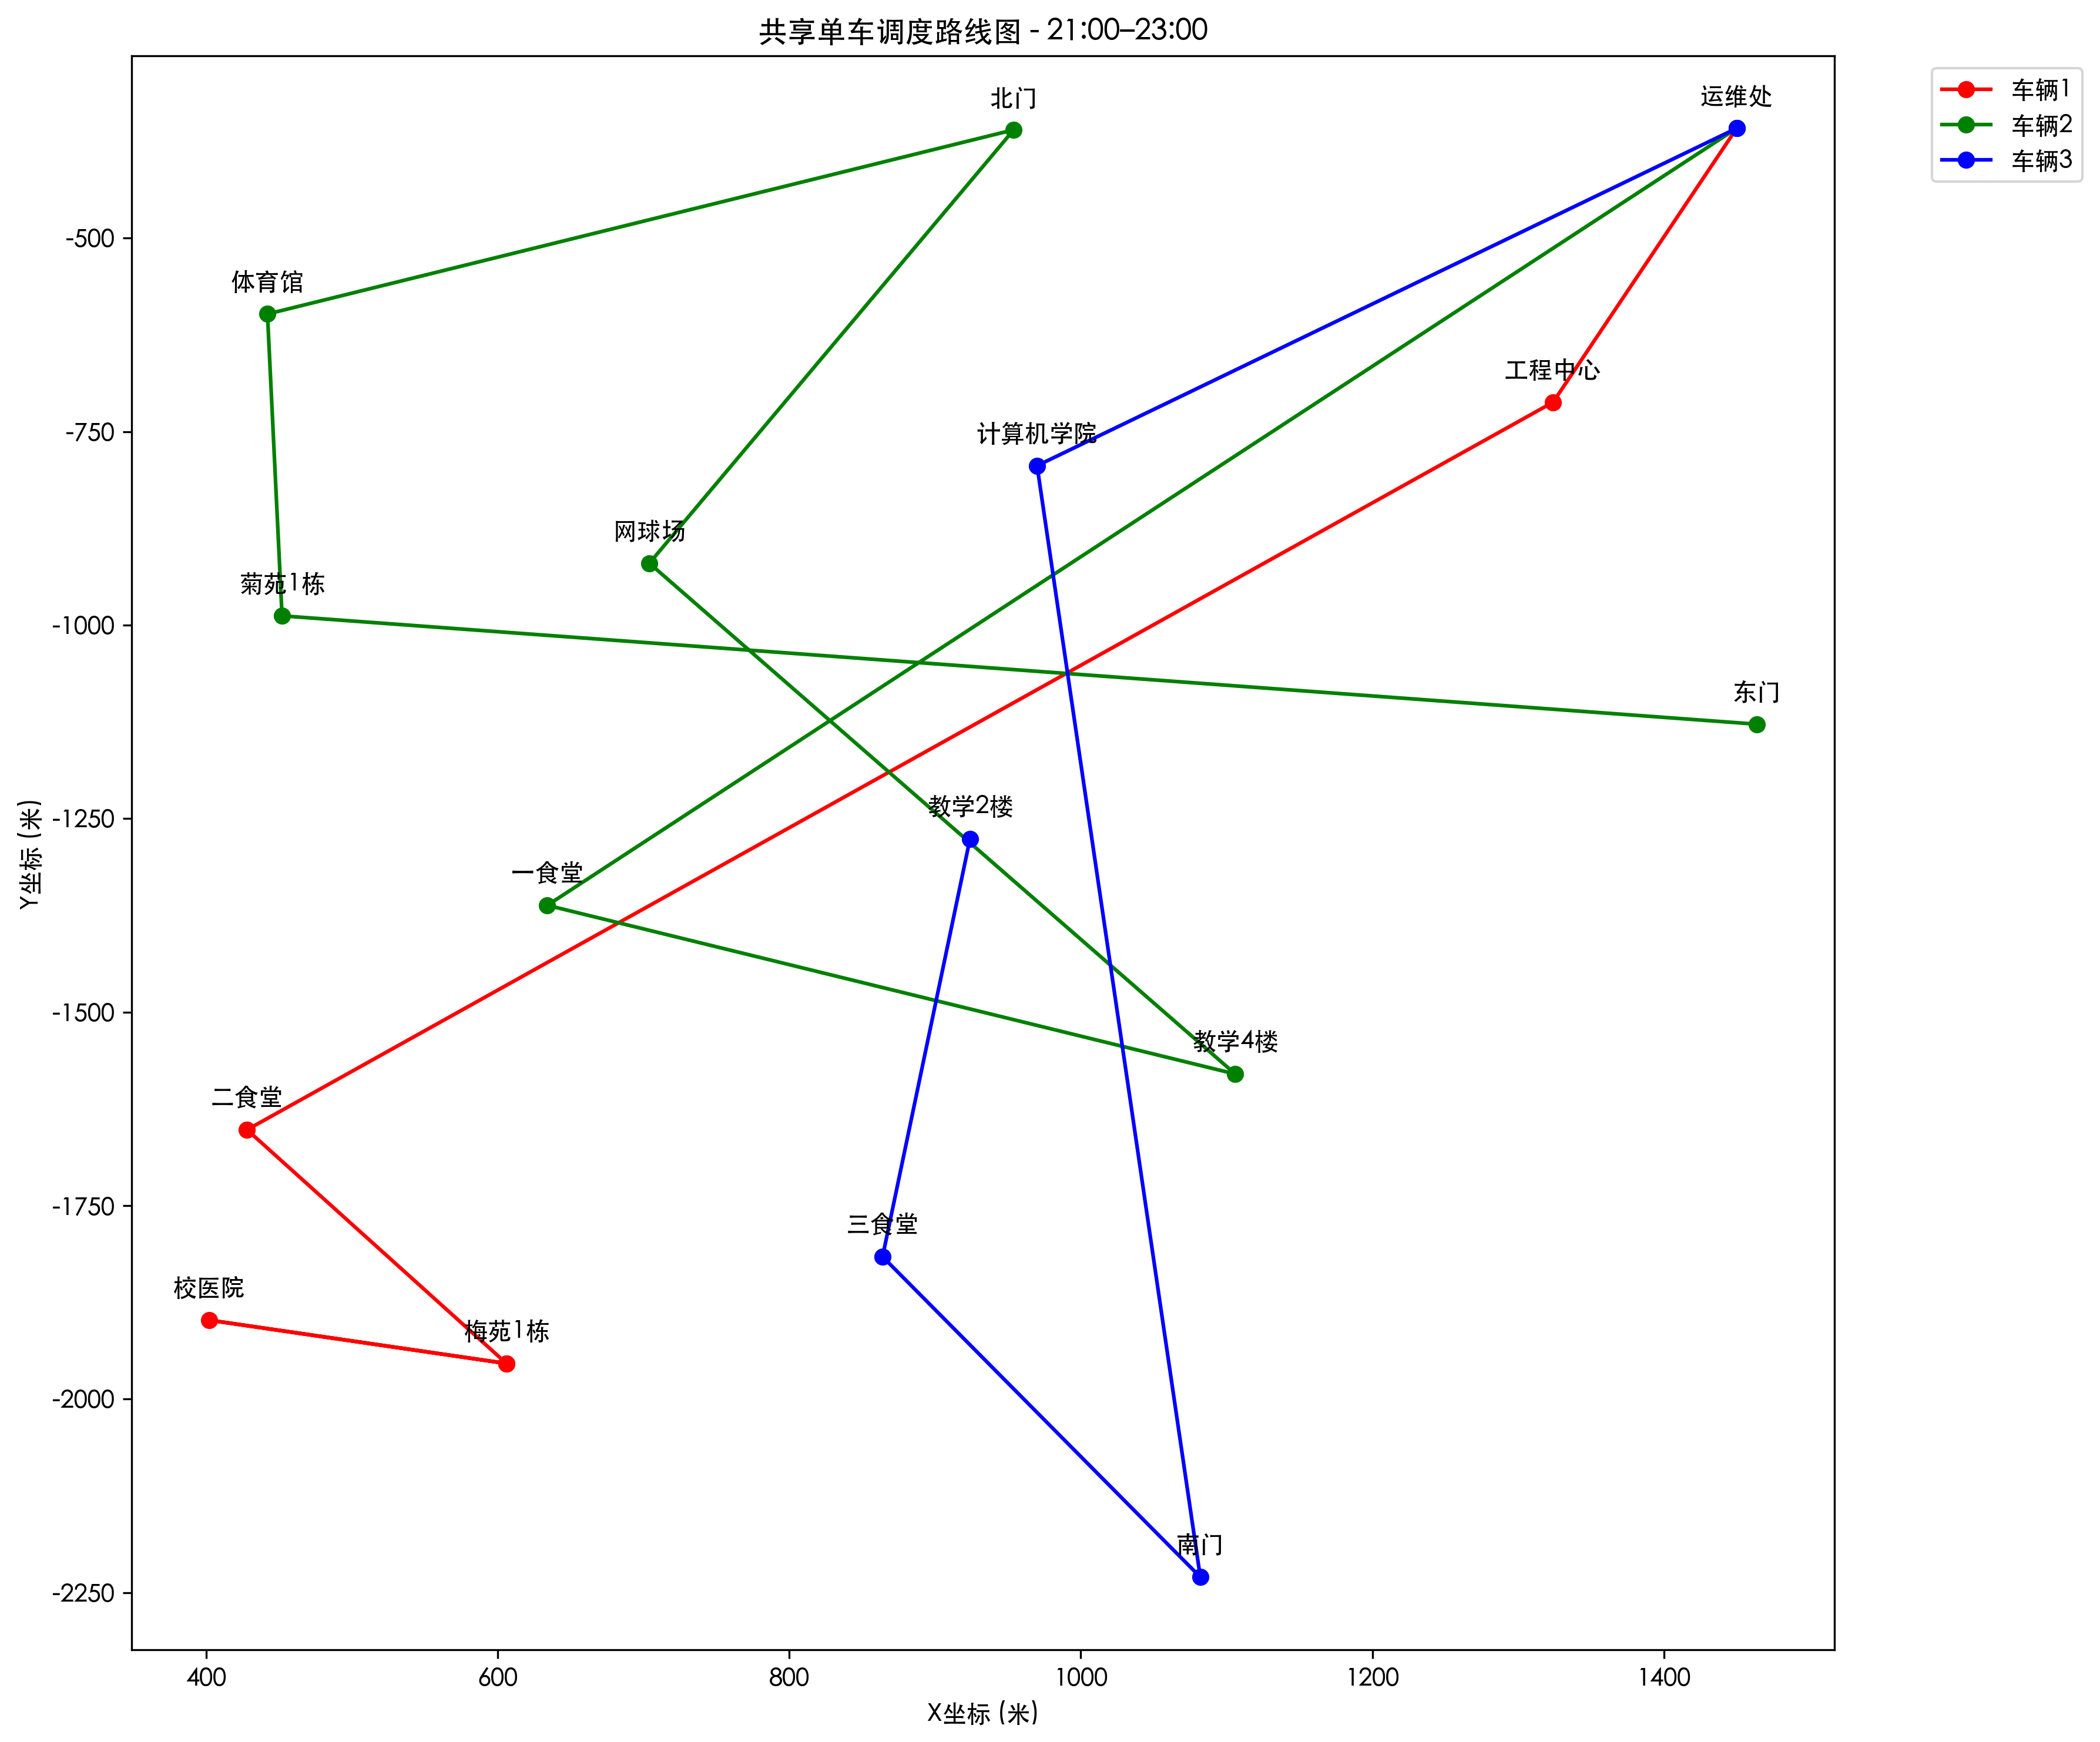 共享单车调度路线图 - 21:00–23:00
车辆1
车辆2
车辆3
北门
运维处
体育馆
工程中心
计算机学院
网球场
菊苑1栋
东门
教学2楼
一食堂
教学4楼
二食堂
三食堂
校医院
梅苑1栋
南门
-500
-750
-1000
-1250
-1500
-1750
-2000
-2250
Y坐标 (米)
400
600
800
1000
1200
1400
X坐标 (米)